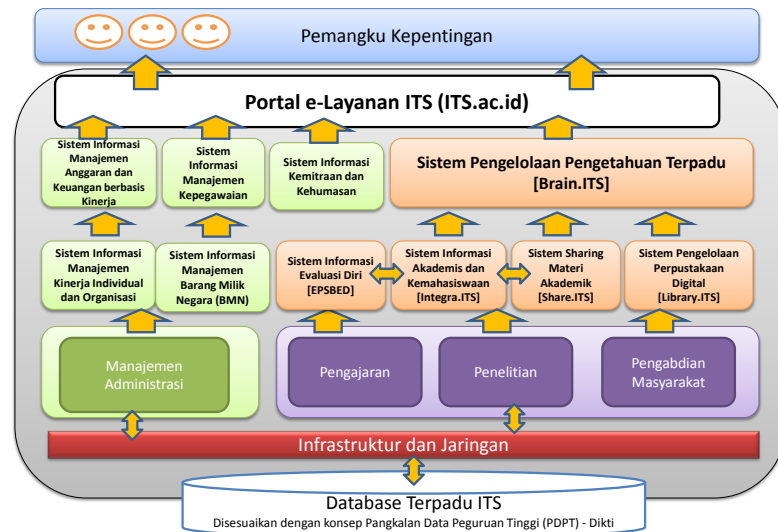 Pemangku Kepentingan
Portal e-Layanan ITS (ITS.ac.id)
Sistem Informasi
Manajemen
Anggaran dan
Keuangan berbasis
Kinerja
Sistem
Informasi
Manajemen
Kepegawaian
Sistem Informasi
Kemitraan dan
Kehumasan
Sistem Pengelolaan Pengetahuan Terpadu
[Brain.ITS]
Sistem Informasi
Manajemen
Kinerja Individual
dan Organisasi
Sistem Informasi
Manajemen
Barang Milik
Negara (BMN)
Sistem Informasi
Evaluasi Diri
[EPSBED]
Sistem Informasi
Akademis dan
Kemahasiswaan
[Integra.ITS]
Sistem Sharing
Materi
Akademik
[Share.ITS]
Sistem Pengelolaan
Perpustakaan
Digital
[Library.ITS]
Manajemen
Administrasi
Pengajaran
Penelitian
Pengabdian
Masyarakat
Infrastruktur dan Jaringan
Database Terpadu ITS
Disesuaikan dengan konsep Pangkalan Data Peguruan Tinggi (PDPT) - Dikti